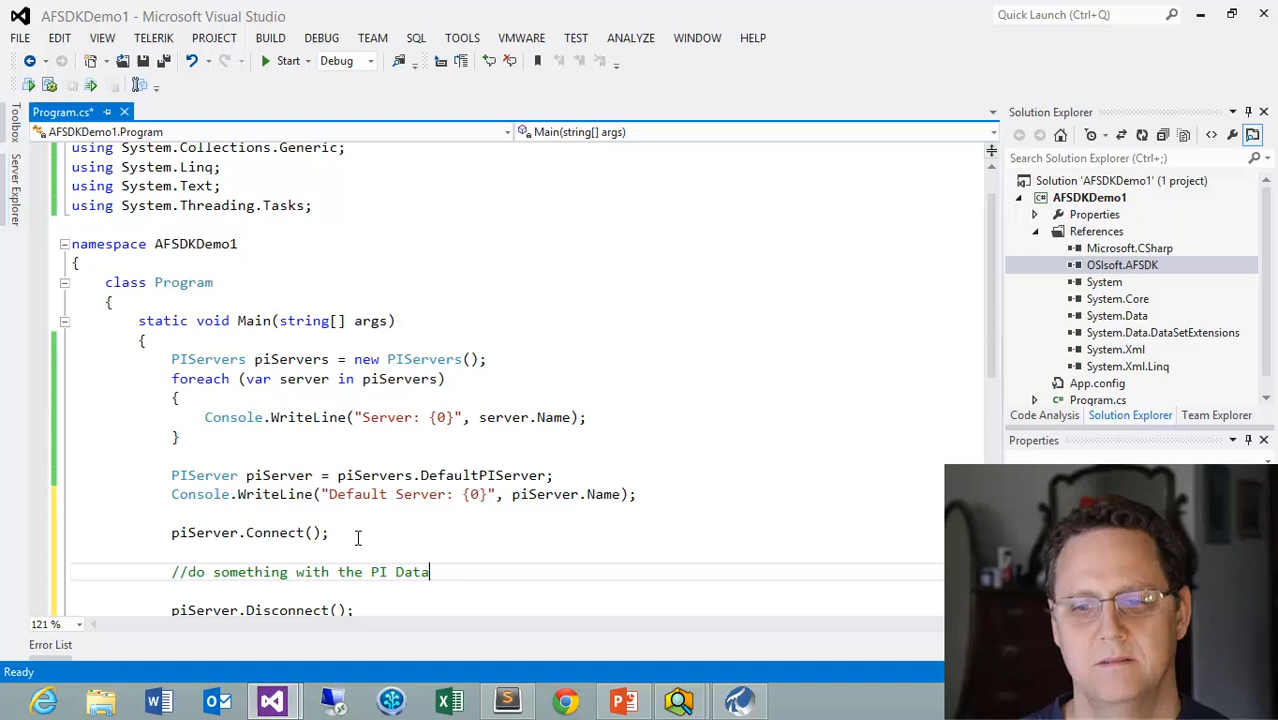 AFSDKDemo1 - Microsoft Visual Studio
Quick Launch (Ctrl+Q)
FILE EDIT VIEW TELERIK PROJECT BUILD DEBUG TEAM SQL TOOLS VMWARE TEST ANALYZE WINDOW HELP
Start Debug
Toolbox
Server Explorer
Program.cs*
AFSDKDemo1.Program
Main(string[] args)
using System.Collections.Generic;
using System.Linq;
using System.Text;
using System.Threading.Tasks;
namespace AFSDKDemo1
{
class Program
{
static void Main(string[] args)
{
PIServers piServers = new PIServers();
foreach (var server in piServers)
{
Console.WriteLine("Server: {0}", server.Name);
}
PIServer piServer = piServers.DefaultPIServer;
Console.WriteLine("Default Server: {0}", piServer.Name);
piServer.Connect();
//do something with the PI Data
piServer.Disconnect();
121 %
Error List
Ready
Solution Explorer
Search Solution Explorer (Ctrl+;)
Solution 'AFSDKDemo1' (1 project)
AFSDKDemo1
Properties
References
Microsoft.CSharp
OSIsoft.AFSDK
System
System.Core
System.Data
System.Data.DataSetExtensions
System.Xml
System.Xml.Linq
App.config
Program.cs
Code Analysis Solution Explorer Team Explorer
Properties